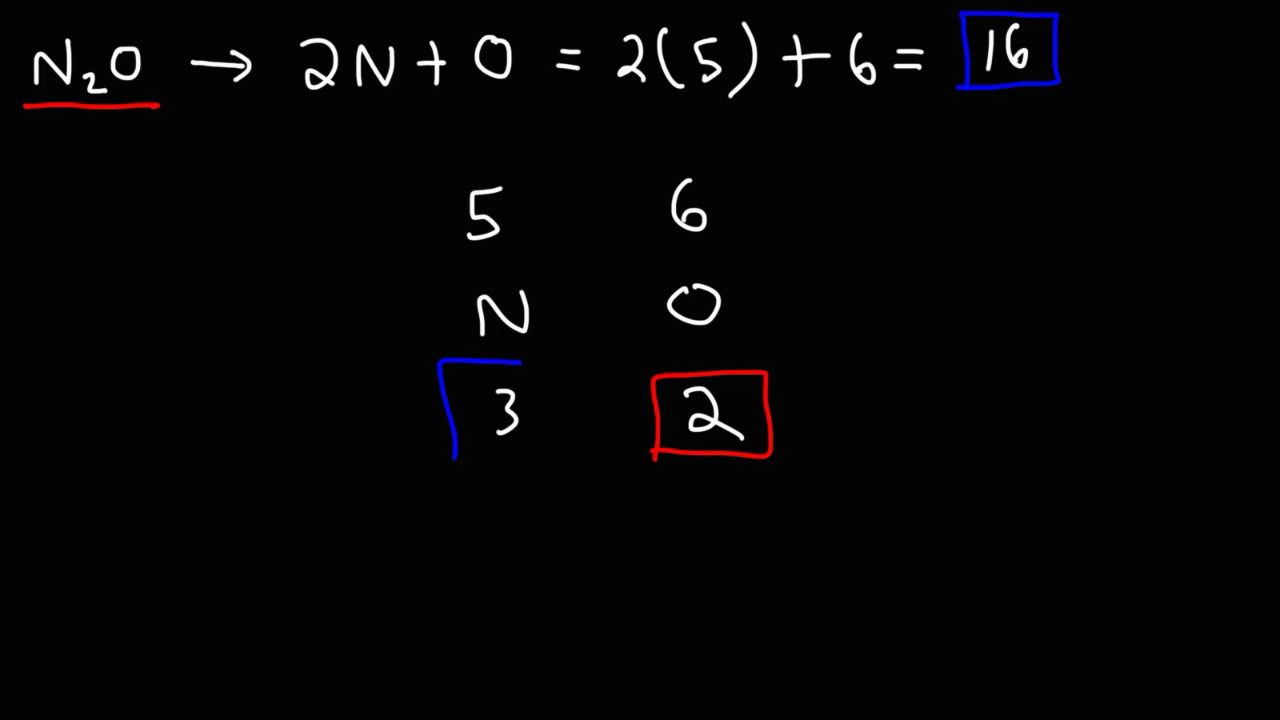 N₂O → 2N + O = 2(5) + 6 = 16
5 6
N O
3 2